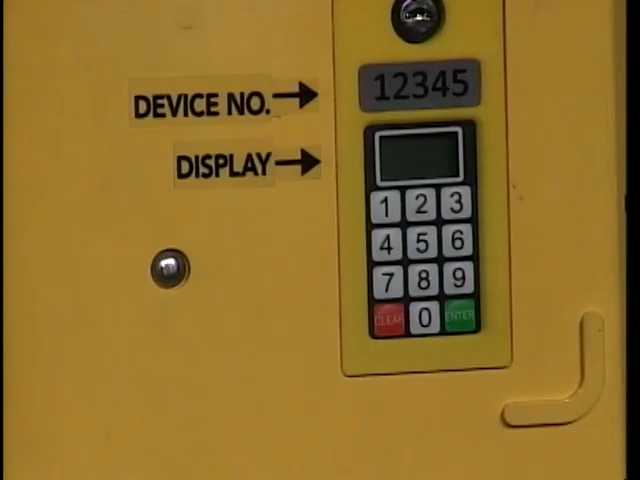 DEVICE NO.
12345
DISPLAY
1 2 3
4 5 6
7 8 9
CLEAR 0 ENTER